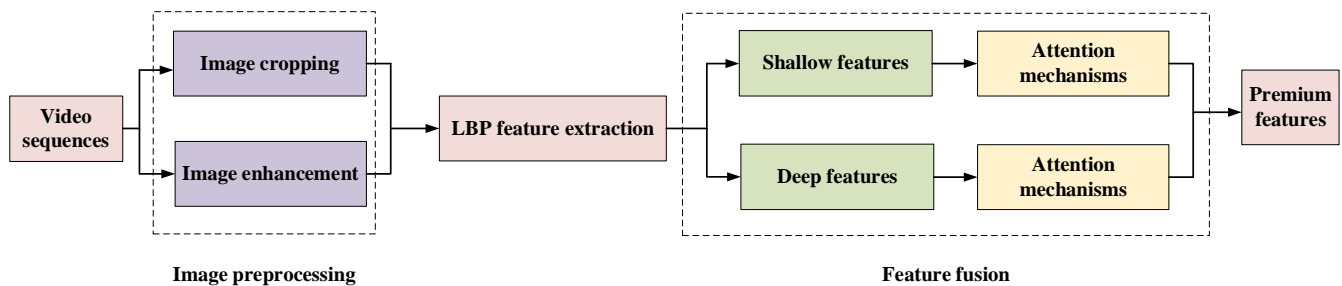 Video
sequences
Image cropping
Image enhancement
Image preprocessing
LBP feature extraction
Shallow features
Attention
mechanisms
Deep features
Attention
mechanisms
Feature fusion
Premium
features